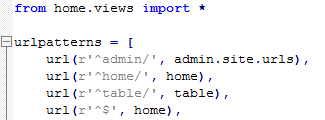 from home.views import *
urlpatterns = [
url(r'^admin/', admin.site.urls),
url(r'^home/', home),
url(r'^table/', table),
url(r'^$', home),